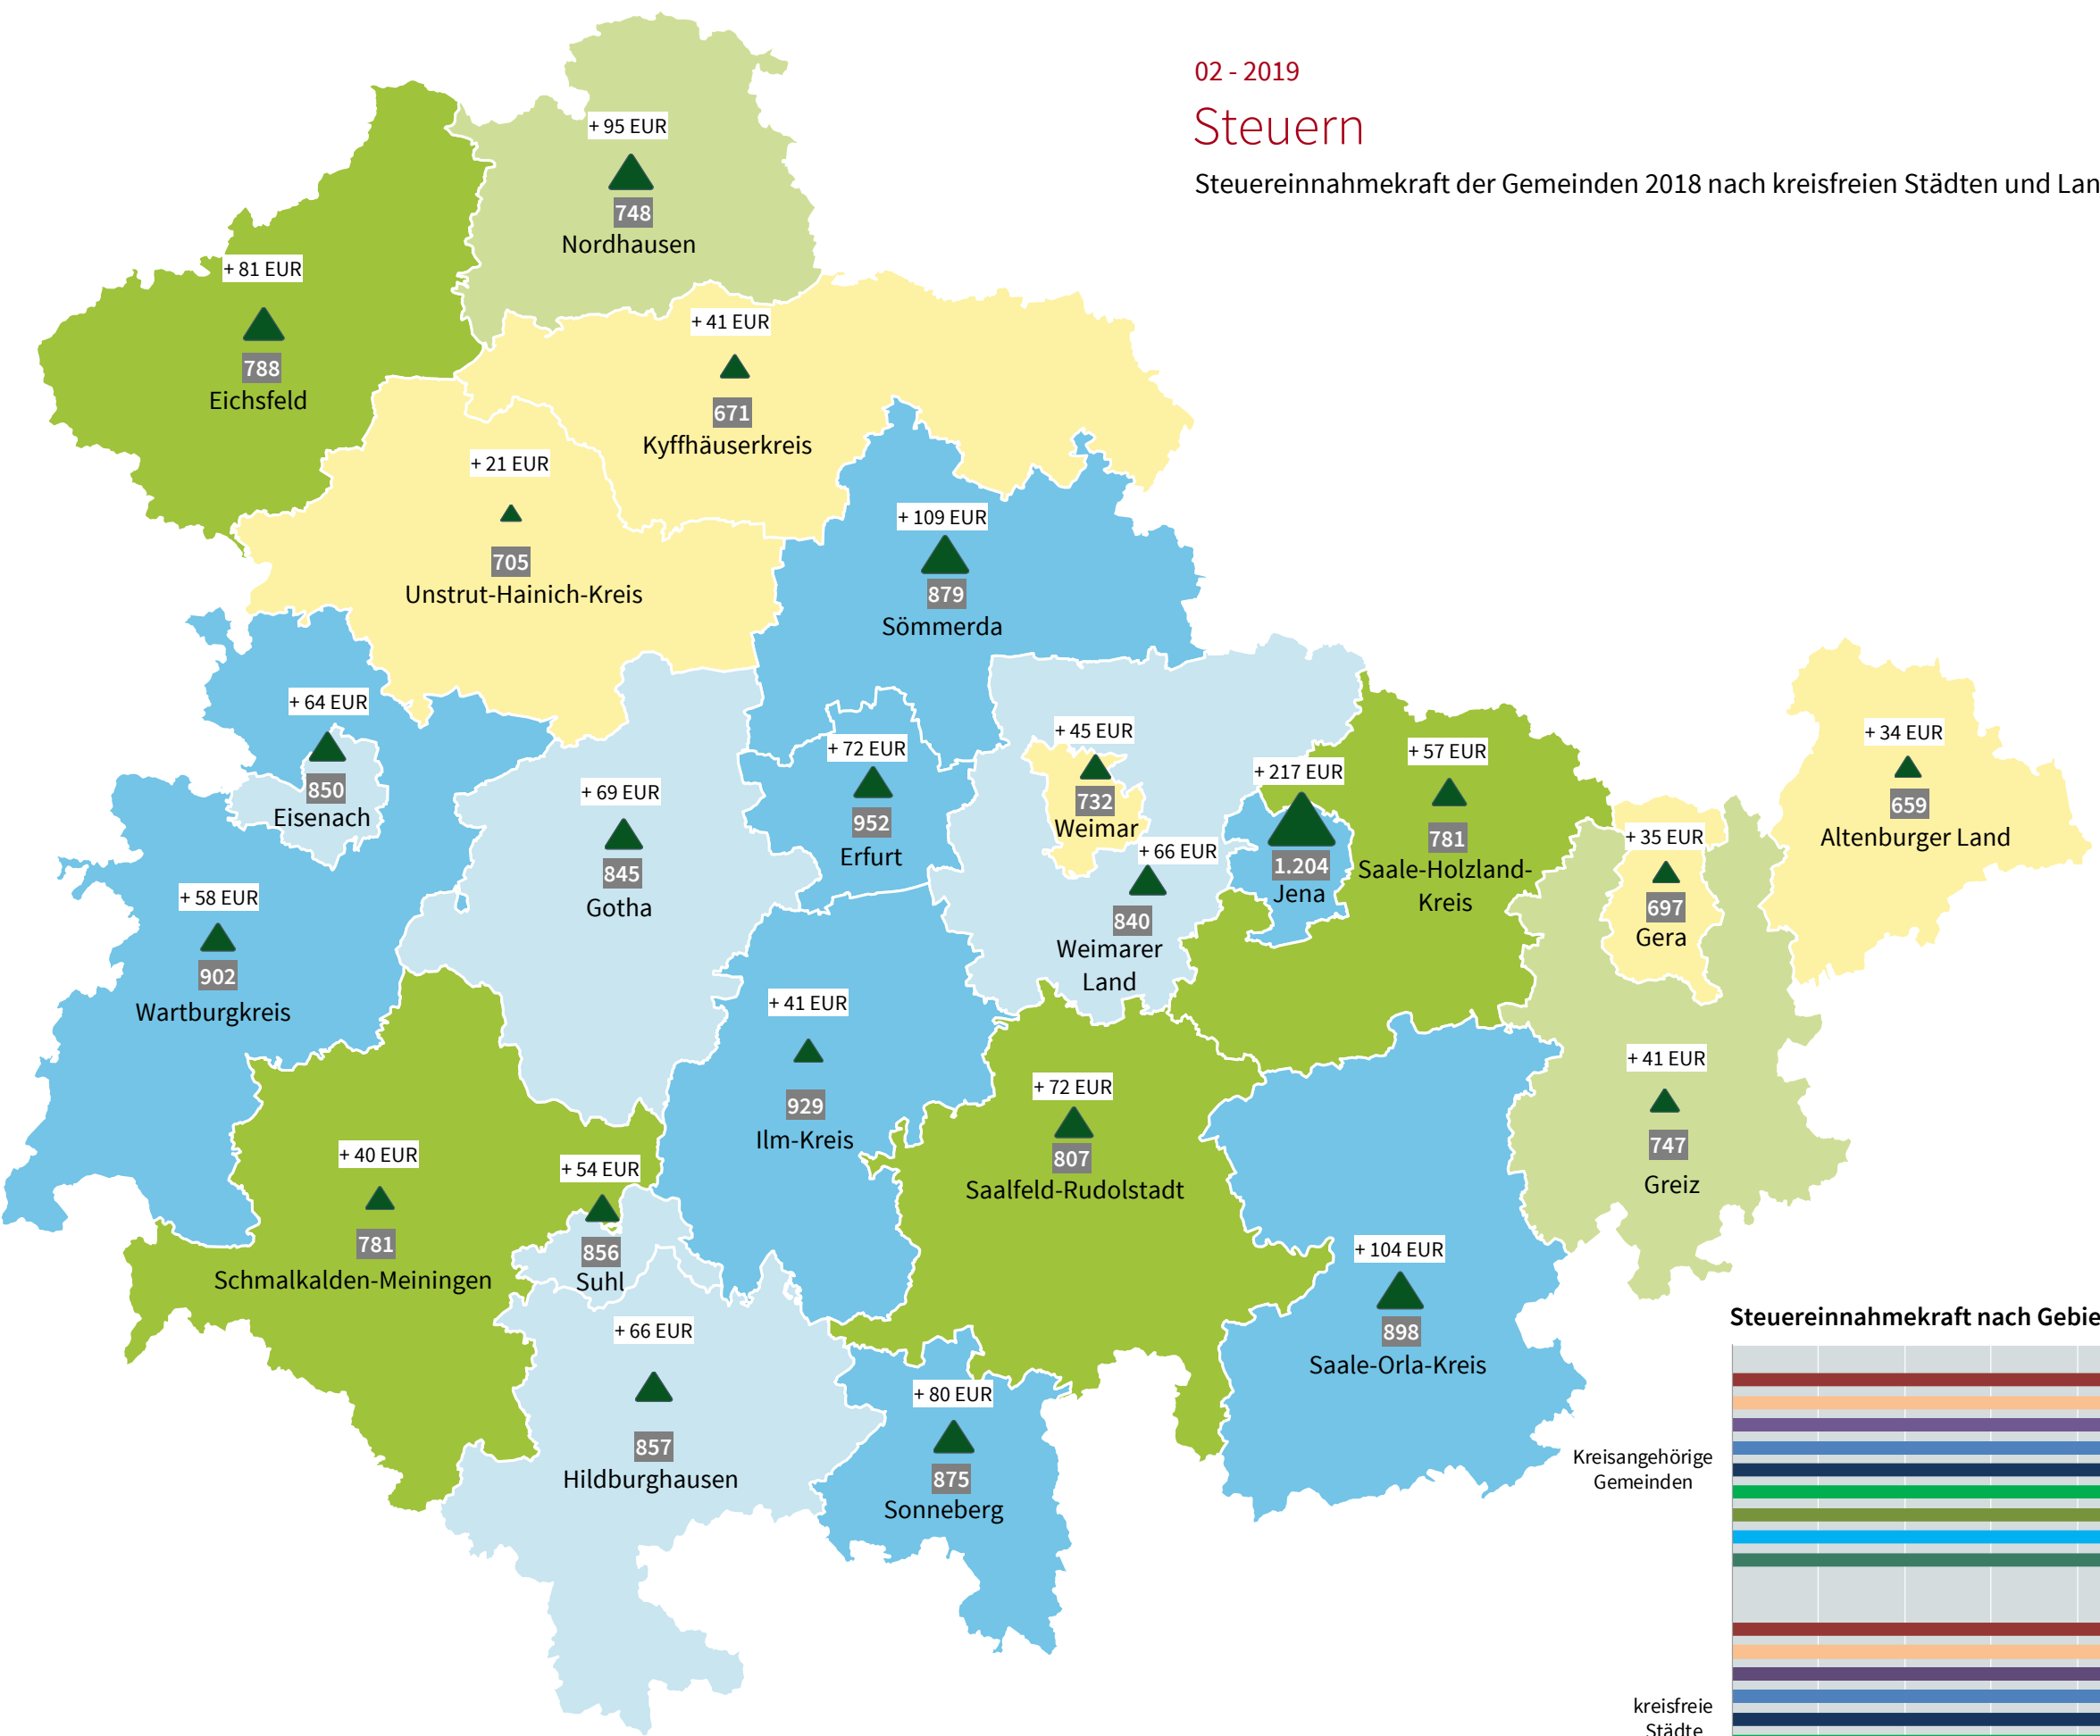 02 - 2019
Steuern
Steuereinnahmekraft der Gemeinden 2018 nach kreisfreien Städten und
+ 95 EUR
748
Nordhausen
+ 81 EUR
788
Eichsfeld
+ 41 EUR
671
Kyffhäuserkreis
+ 21 EUR
705
Unstrut-Hainich-Kreis
+ 109 EUR
879
Sömmerda
+ 64 EUR
850
Eisenach
+ 69 EUR
845
Gotha
+ 72 EUR
952
Erfurt
+ 45 EUR
732
Weimar
+ 66 EUR
840
Weimarer
Land
+ 217 EUR
1.204
Jena
+ 57 EUR
781
Saale-Holzland-
Kreis
+ 35 EUR
697
Gera
+ 34 EUR
659
Altenburger Land
+ 58 EUR
902
Wartburgkreis
+ 41 EUR
929
Ilm-Kreis
+ 72 EUR
807
Saalfeld-Rudolstadt
+ 41 EUR
747
Greiz
+ 40 EUR
781
Schmalkalden-Meiningen
+ 54 EUR
856
Suhl
+ 104 EUR
898
Saale-Orla-Kreis
+ 66 EUR
857
Hildburghausen
+ 80 EUR
875
Sonneberg
Steuereinnahmekraft nach
Kreisangehörige
Gemeinden
kreisfreie
Städte